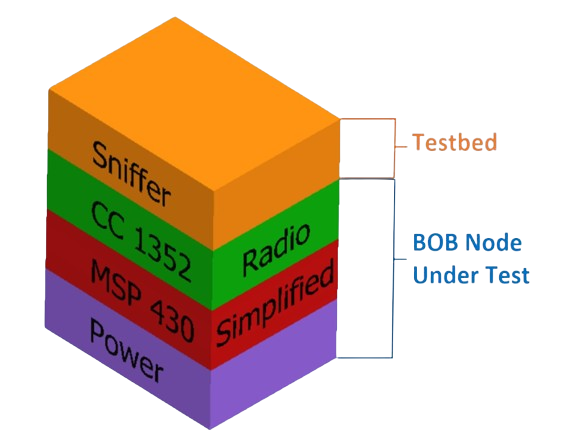 Sniffer
CC 1352
Radio
MSP 430
Simplified
Power
Testbed
BOB Node
Under Test